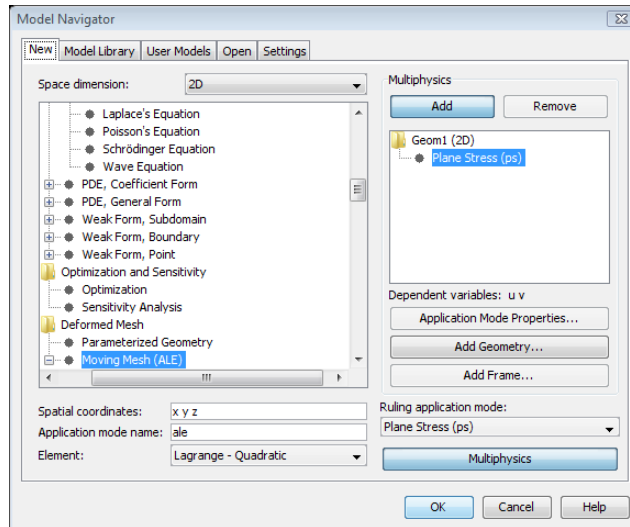 Model Navigator
New
Model Library
User Models
Open
Settings
Space dimension:
2D
Laplace's Equation
Poisson's Equation
Schrödinger Equation
Wave Equation
PDE, Coefficient Form
PDE, General Form
Weak Form, Subdomain
Weak Form, Boundary
Weak Form, Point
Optimization and Sensitivity
Optimization
Sensitivity Analysis
Deformed Mesh
Parameterized Geometry
Moving Mesh (ALE)
Spatial coordinates:
x y z
Application mode name:
ale
Element:
Lagrange - Quadratic
Multiphysics
Add
Remove
Geom1 (2D)
Plane Stress (ps)
Dependent variables: u v
Application Mode Properties...
Add Geometry...
Add Frame...
Ruling application mode:
Plane Stress (ps)
Multiphysics
OK
Cancel
Help